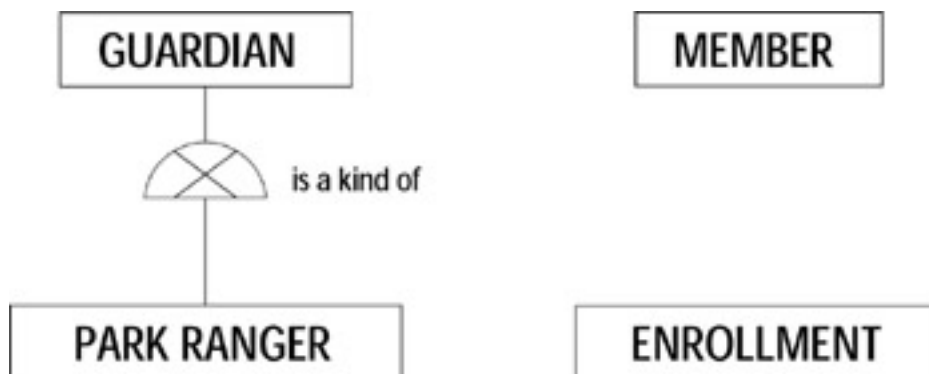 GUARDIAN
MEMBER
is a kind of
PARK RANGER
ENROLLMENT